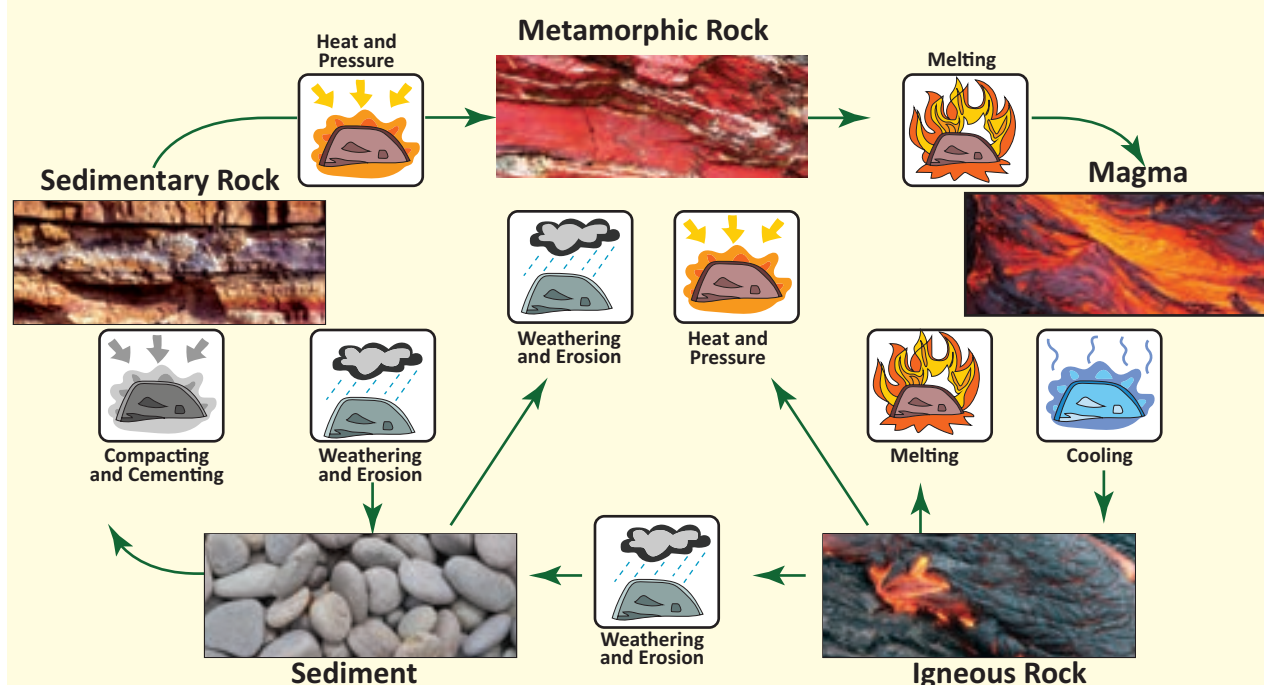 Metamorphic Rock
Heat and
Pressure
Melting
Sedimentary Rock
Magma
Weathering
and Erosion
Heat and
Pressure
Compacting
and Cementing
Weathering
and Erosion
Melting
Cooling
Weathering
and Erosion
Sediment
Igneous Rock